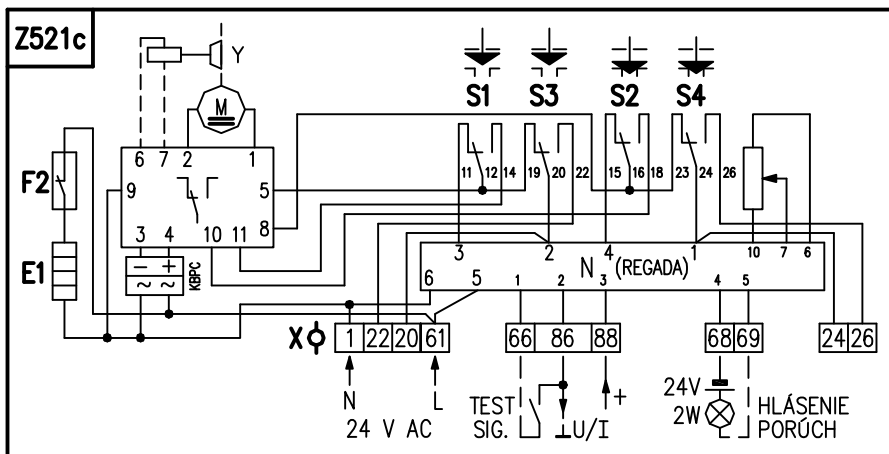 Z521c
Y
M
S1 S3 S2 S4
6 7 2 1
11 12 14 19 20 22 15 16 18 23 24 26
F2
9 5
8
3 4 10 11
E1
− +
~ ~
KBPC
3 2 4 1 10 7 6
N (REGADA)
6 5 1 2 3 4 5
X 1 22 20 61 66 86 88 68 69 24 26
N L
24 V AC
TEST
SIG.
U/I
+
24V
2W
HLÁSENIE
PORÚCH